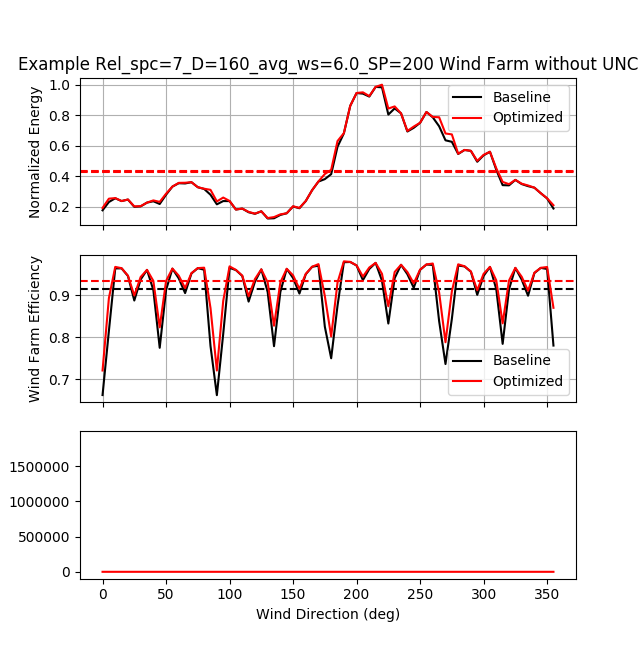 Example Rel_spc=7_D=160_avg_ws=6.0_SP=200 Wind Farm without UNC
Normalized Energy
1.0
0.8
0.6
0.4
0.2
Baseline
Optimized
Wind Farm Efficiency
0.9
0.8
0.7
Baseline
Optimized
1500000
1000000
500000
0
0 50 100 150 200 250 300 350
Wind Direction (deg)